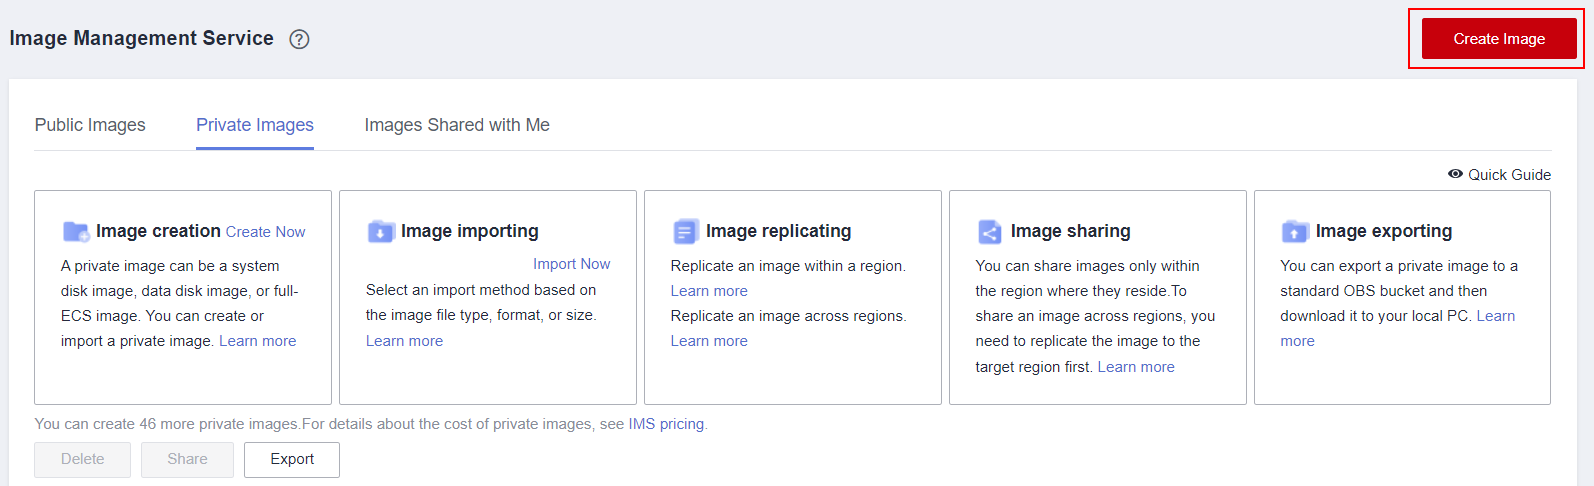 Image Management Service ?
Create Image
Public Images
Private Images
Images Shared with Me
Quick Guide
Image creation Create Now
A private image can be a system
disk image, data disk image, or full-
ECS image. You can create or
import a private image. Learn more
Image importing
Import Now
Select an import method based on
the image file type, format, or size.
Learn more
Image replicating
Replicate an image within a region.
Learn more
Replicate an image across regions.
Learn more
Image sharing
You can share images only within
the region where they reside.To
share an image across regions, you
need to replicate the image to the
target region first. Learn more
Image exporting
You can export a private image to a
standard OBS bucket and then
download it to your local PC. Learn
more
You can create 46 more private images.For details about the cost of private images, see IMS pricing.
Delete
Share
Export